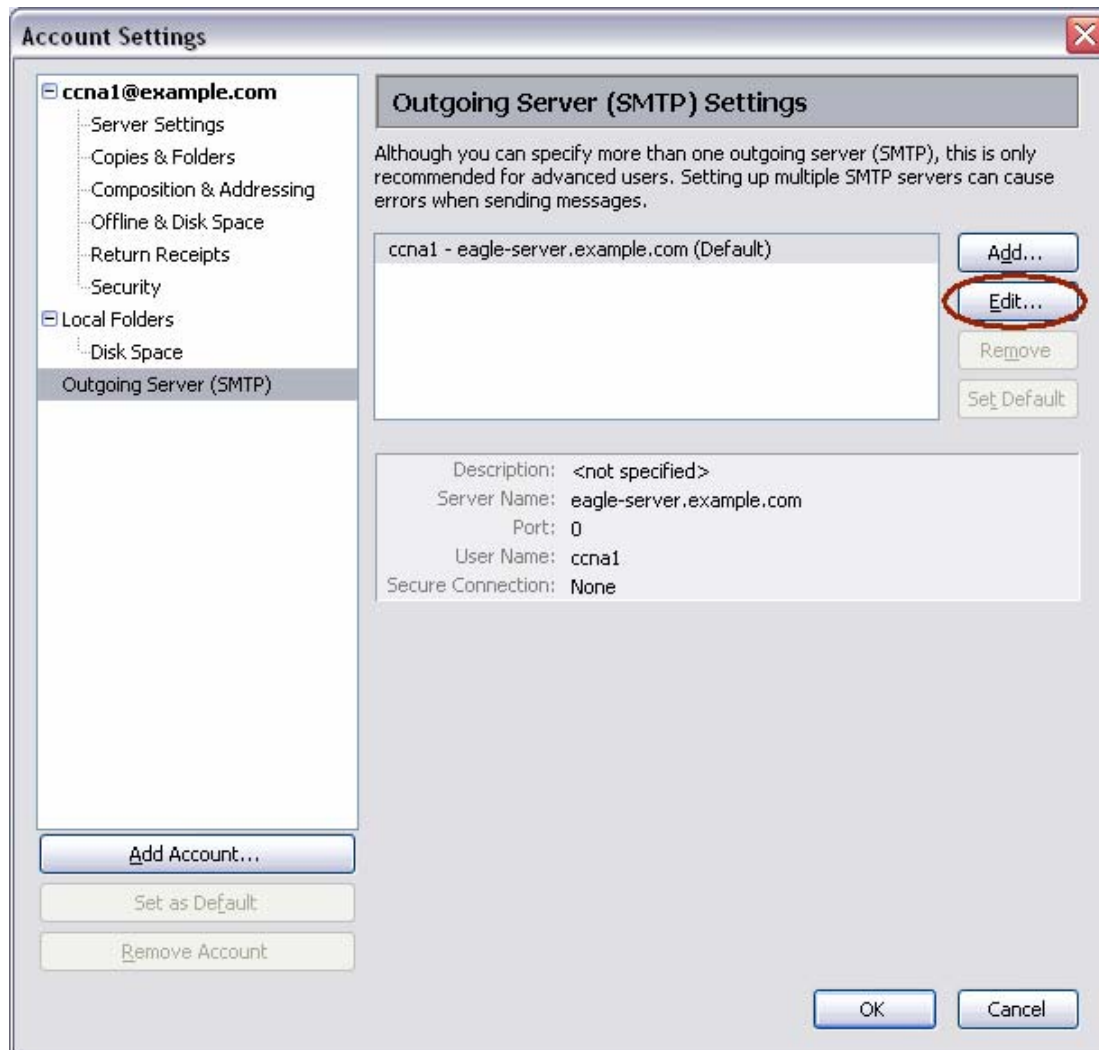 Account Settings
ccna1@example.com
Server Settings
Copies & Folders
Composition & Addressing
Offline & Disk Space
Return Receipts
Security
Local Folders
Disk Space
Outgoing Server (SMTP)
Add Account...
Set as Default
Remove Account
Outgoing Server (SMTP) Settings
Although you can specify more than one outgoing server (SMTP), this is only
recommended for advanced users. Setting up multiple SMTP servers can cause
errors when sending messages.
ccna1 - eagle-server.example.com (Default)
Add...
Edit...
Remove
Set Default
Description: <not specified>
Server Name: eagle-server.example.com
Port: 0
User Name: ccna1
Secure Connection: None
OK
Cancel